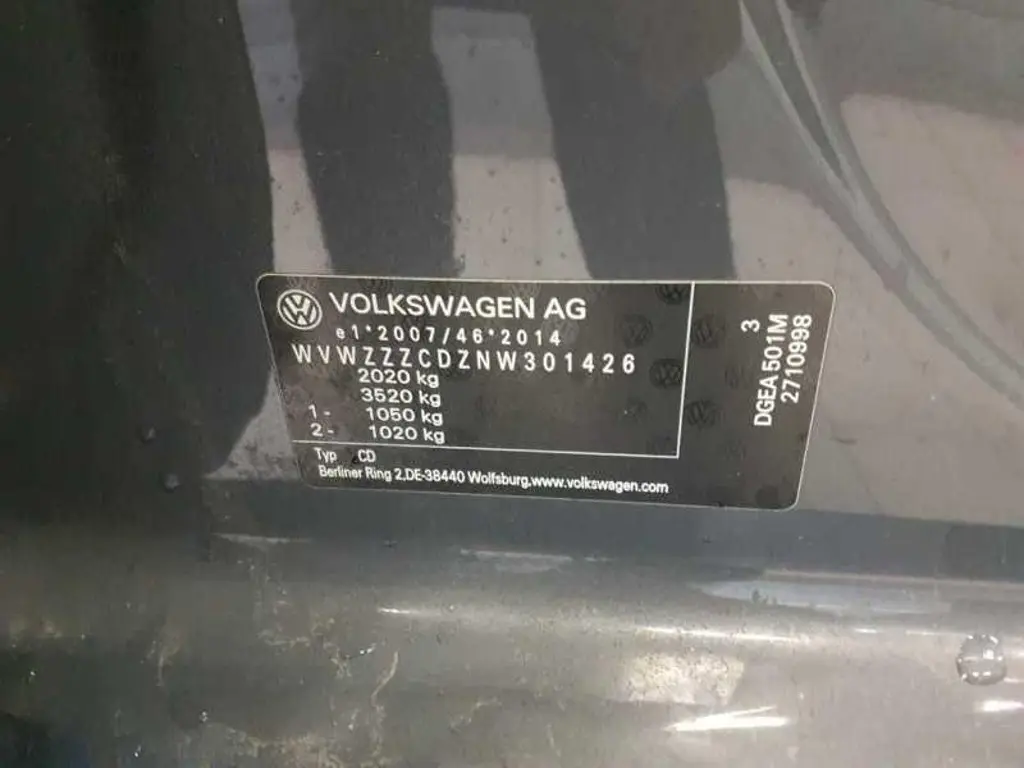 VOLKSWAGEN AG
e1*2007/46*2014
WVWZZZCDZNW301426
2020 kg
3520 kg
1- 1050 kg
2- 1020 kg
Typ CD
Berliner Ring 2,DE-38440 Wolfsburg,www.volkswagen.com
3
DGEA 501M
2710998